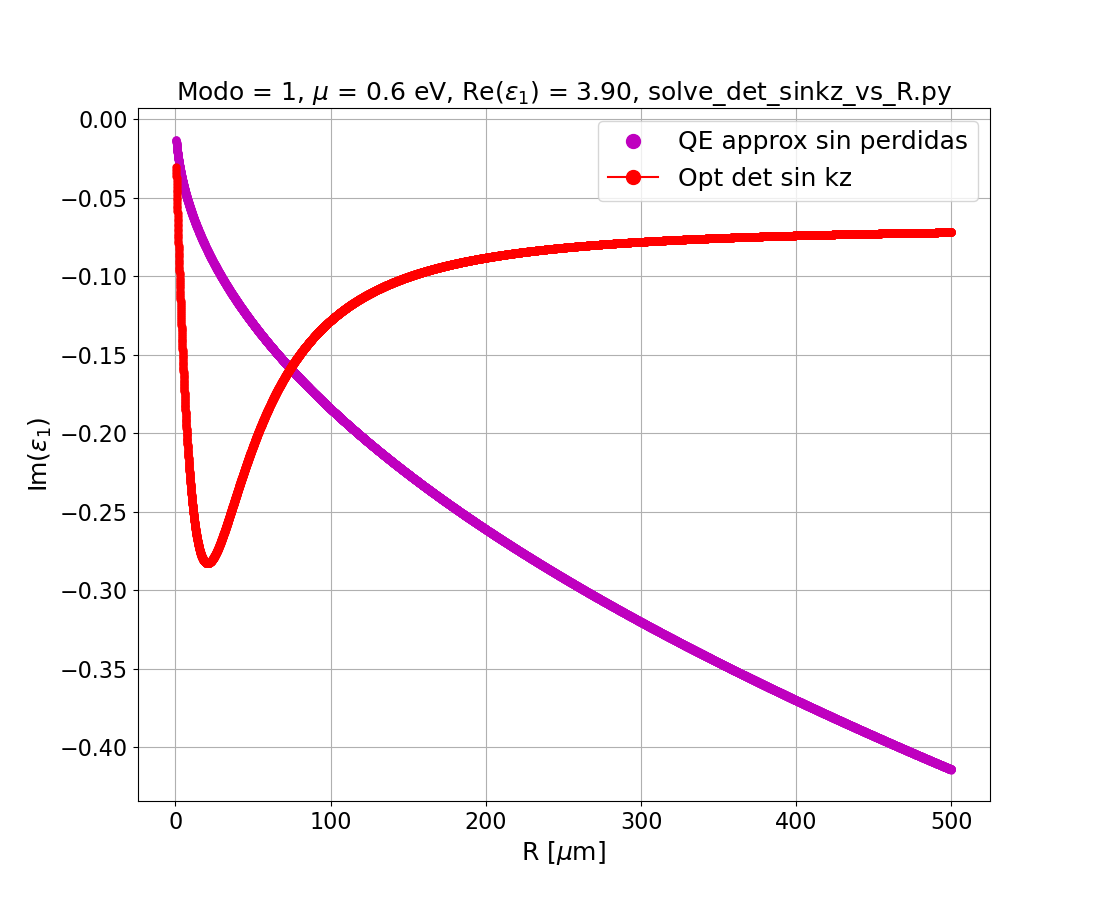 Modo = 1, μ = 0.6 eV, Re(ε₁) = 3.90, solve_det_sinkz_vs_R.py
QE approx sin perdidas
Opt det sin kz
Im(ε₁)
0.00
−0.05
−0.10
−0.15
−0.20
−0.25
−0.30
−0.35
−0.40
0 100 200 300 400 500
R [μm]